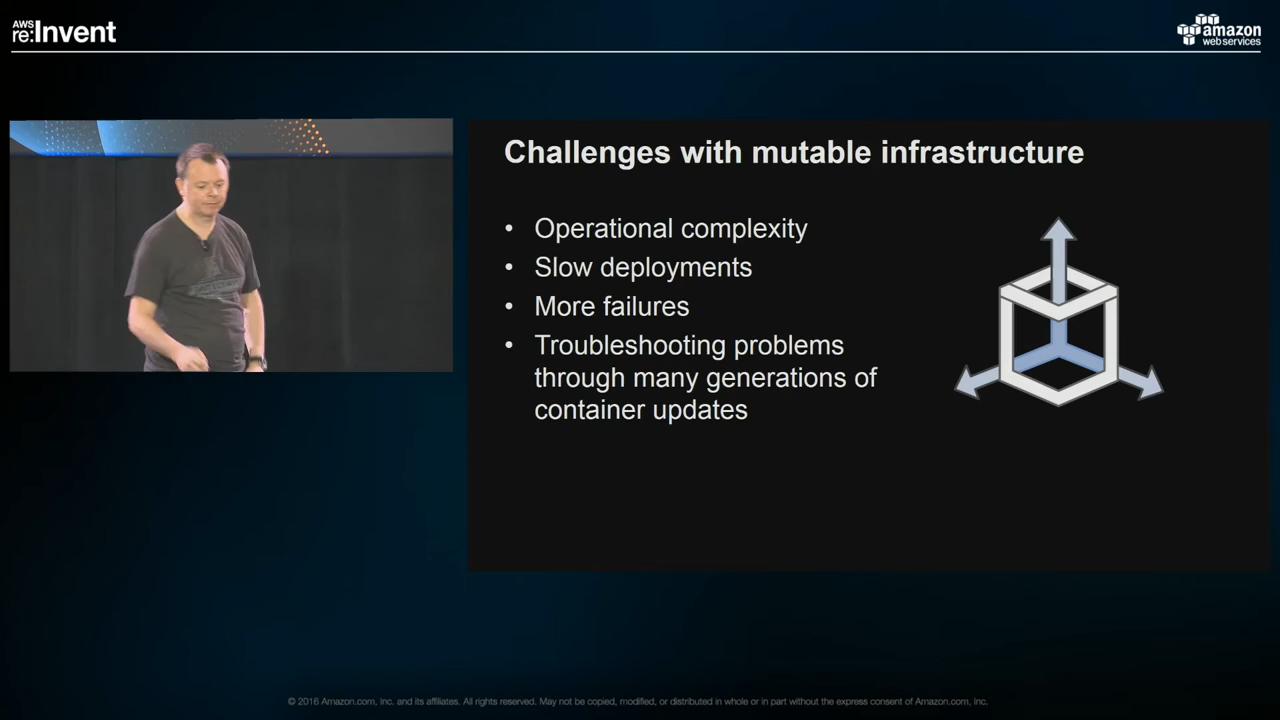 AWS
re:Invent
amazon
webservices
Challenges with mutable infrastructure
• Operational complexity
• Slow deployments
• More failures
• Troubleshooting problems
through many generations of
container updates
© 2016 Amazon.com, Inc. and its affiliates. All rights reserved. May not be copied, modified, or distributed in whole or in part without the express consent of Amazon.com, Inc.